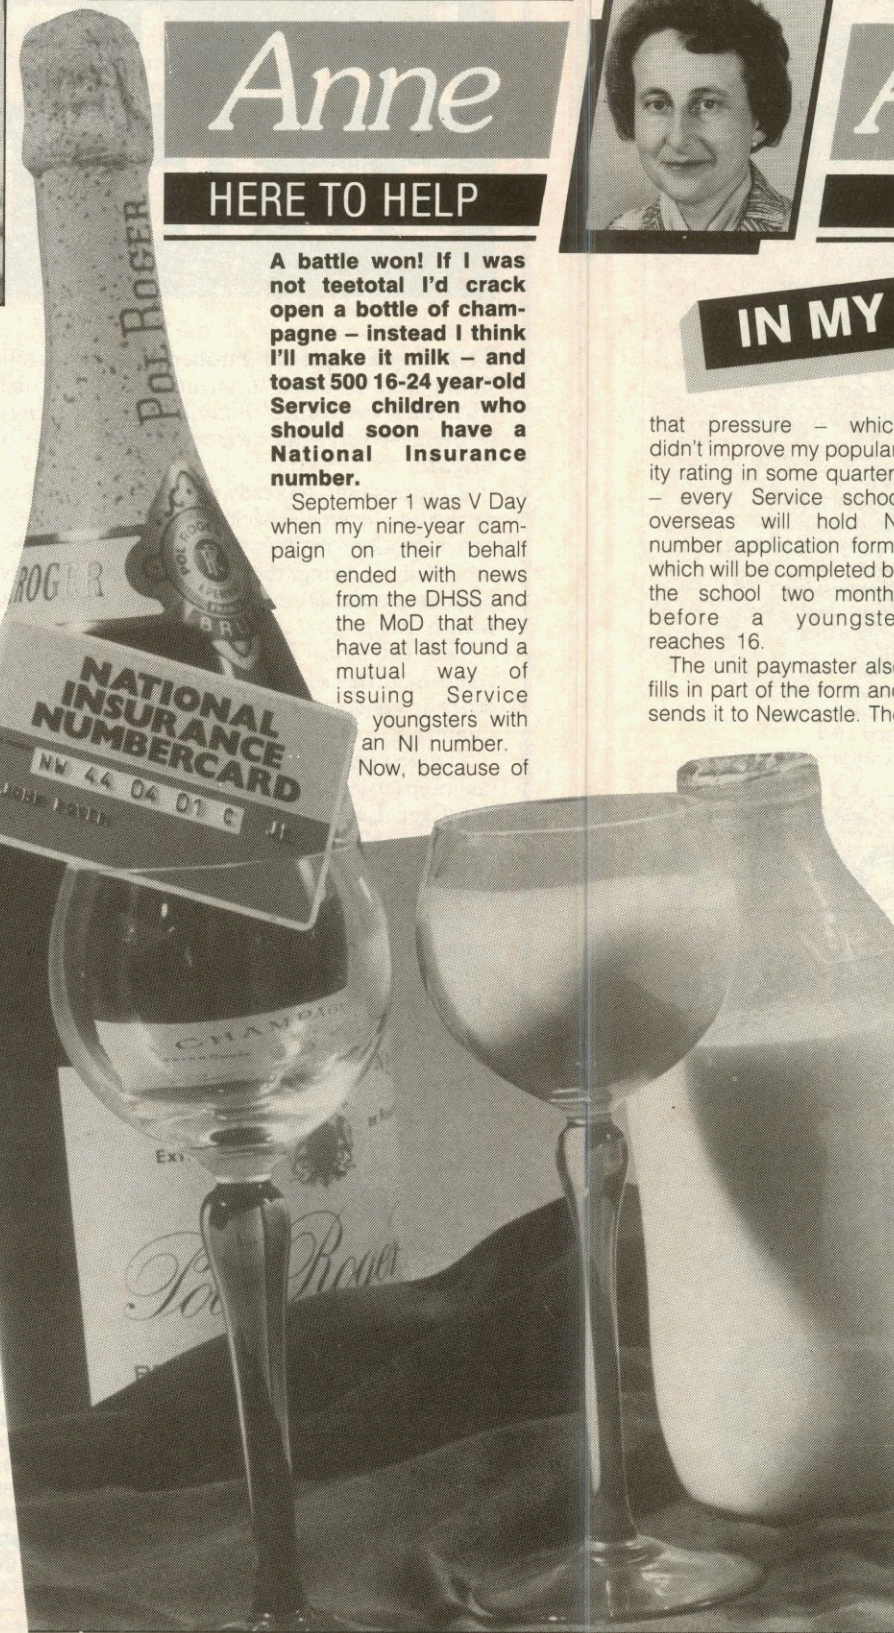 Anne
HERE TO HELP
A battle won! If I was
not teetotal I'd crack
open a bottle of cham-
pagne – instead I think
I'll make it milk – and
toast 500 16-24 year-old
Service children who
should soon have a
National Insurance
number.
September 1 was V Day
when my nine-year cam-
paign on their behalf
ended with news
from the DHSS and
the MoD that they
have at last found a
mutual way of
issuing Service
youngsters with
an NI number.
Now, because of
IN MY
that pressure – whic
didn't improve my popular
ity rating in some quarter
– every Service schoo
overseas will hold N
number application form
which will be completed b
the school two month
before a youngste
reaches 16.
The unit paymaster als
fills in part of the form an
sends it to Newcastle. Th
POL ROGER
ROGER
BRU
NATIONAL
INSURANCE
NUMBERCARD
NW 44 04 01 C
CHAMPAG
Pol Roger